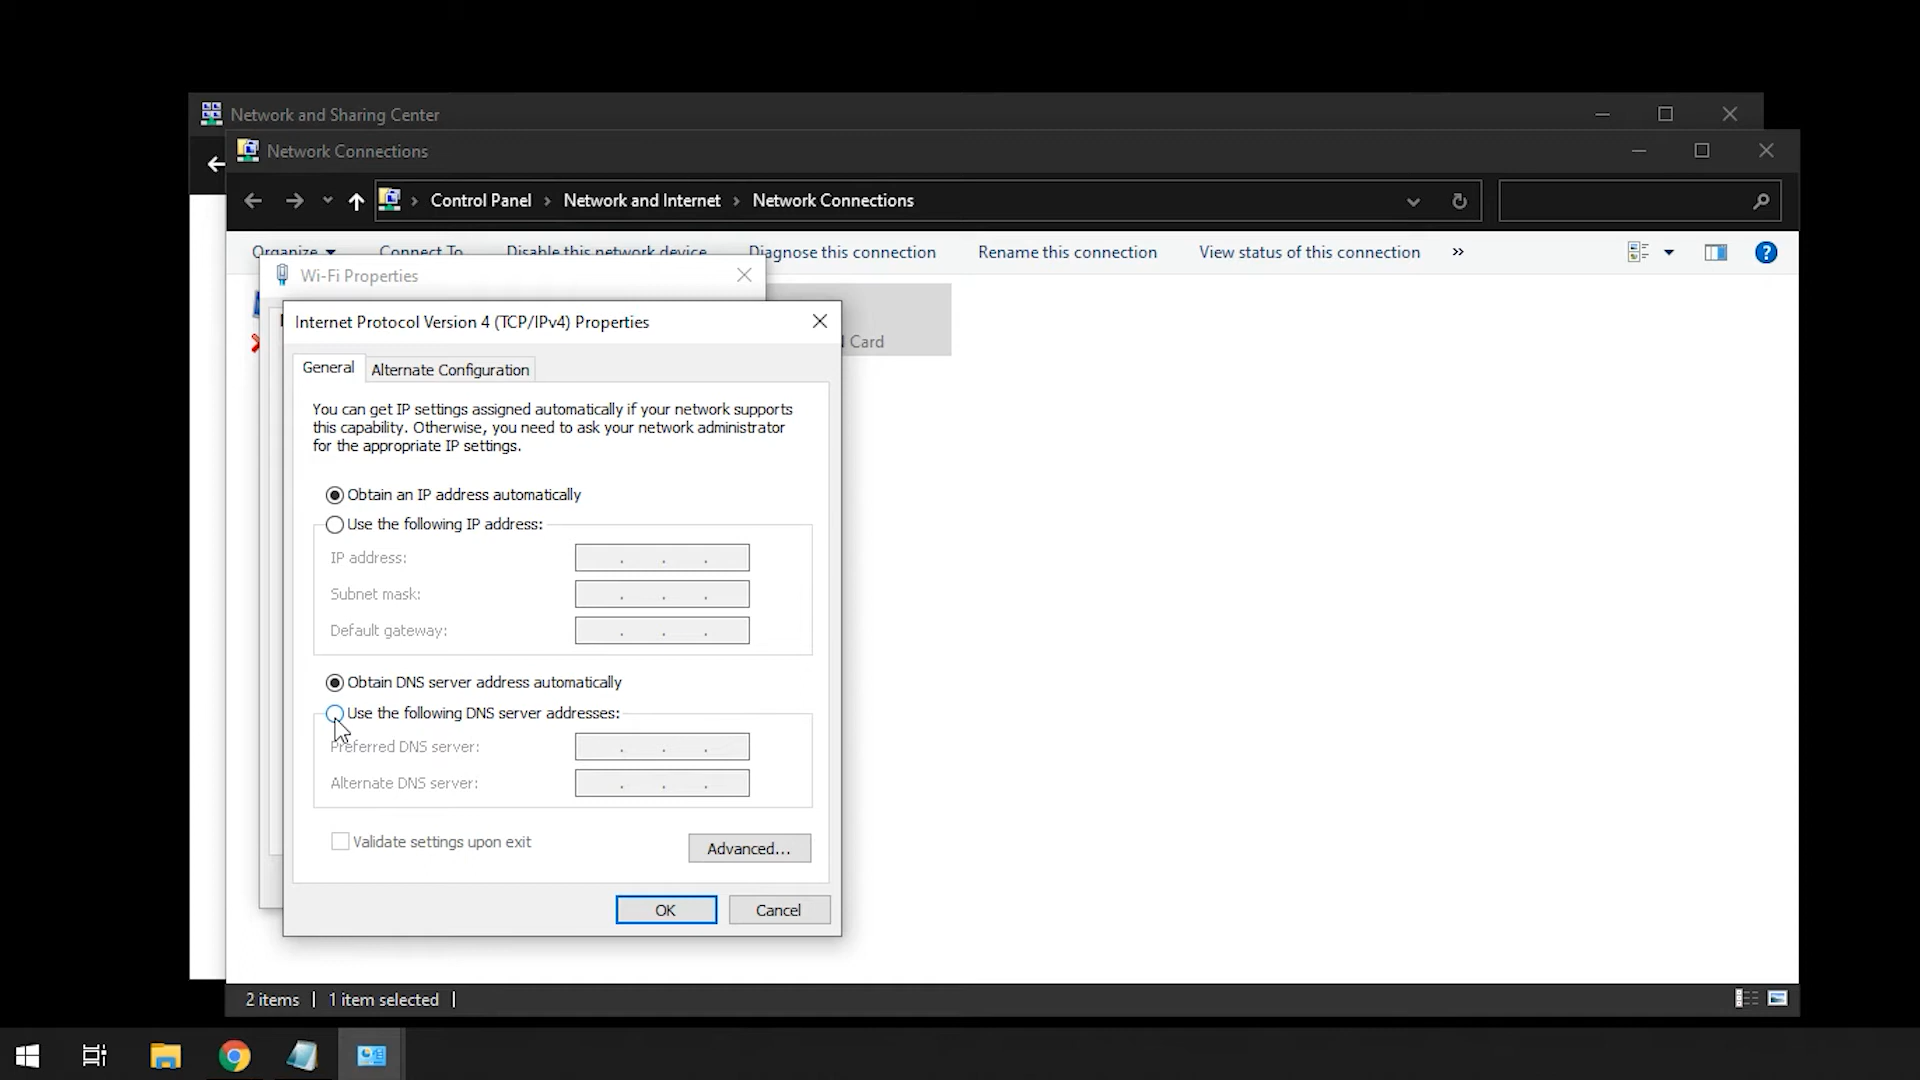 Network and Sharing Center
Network Connections
Control Panel > Network and Internet > Network Connections
Organize Connect To Disable this network device Diagnose this connection Rename this connection View status of this connection »
Wi-Fi Properties
Internet Protocol Version 4 (TCP/IPv4) Properties
Card
General Alternate Configuration
You can get IP settings assigned automatically if your network supports
this capability. Otherwise, you need to ask your network administrator
for the appropriate IP settings.
Obtain an IP address automatically
Use the following IP address:
IP address: . . .
Subnet mask: . . .
Default gateway: . . .
Obtain DNS server address automatically
Use the following DNS server addresses:
Preferred DNS server: . . .
Alternate DNS server: . . .
Validate settings upon exit
Advanced...
OK Cancel
2 items | 1 item selected |